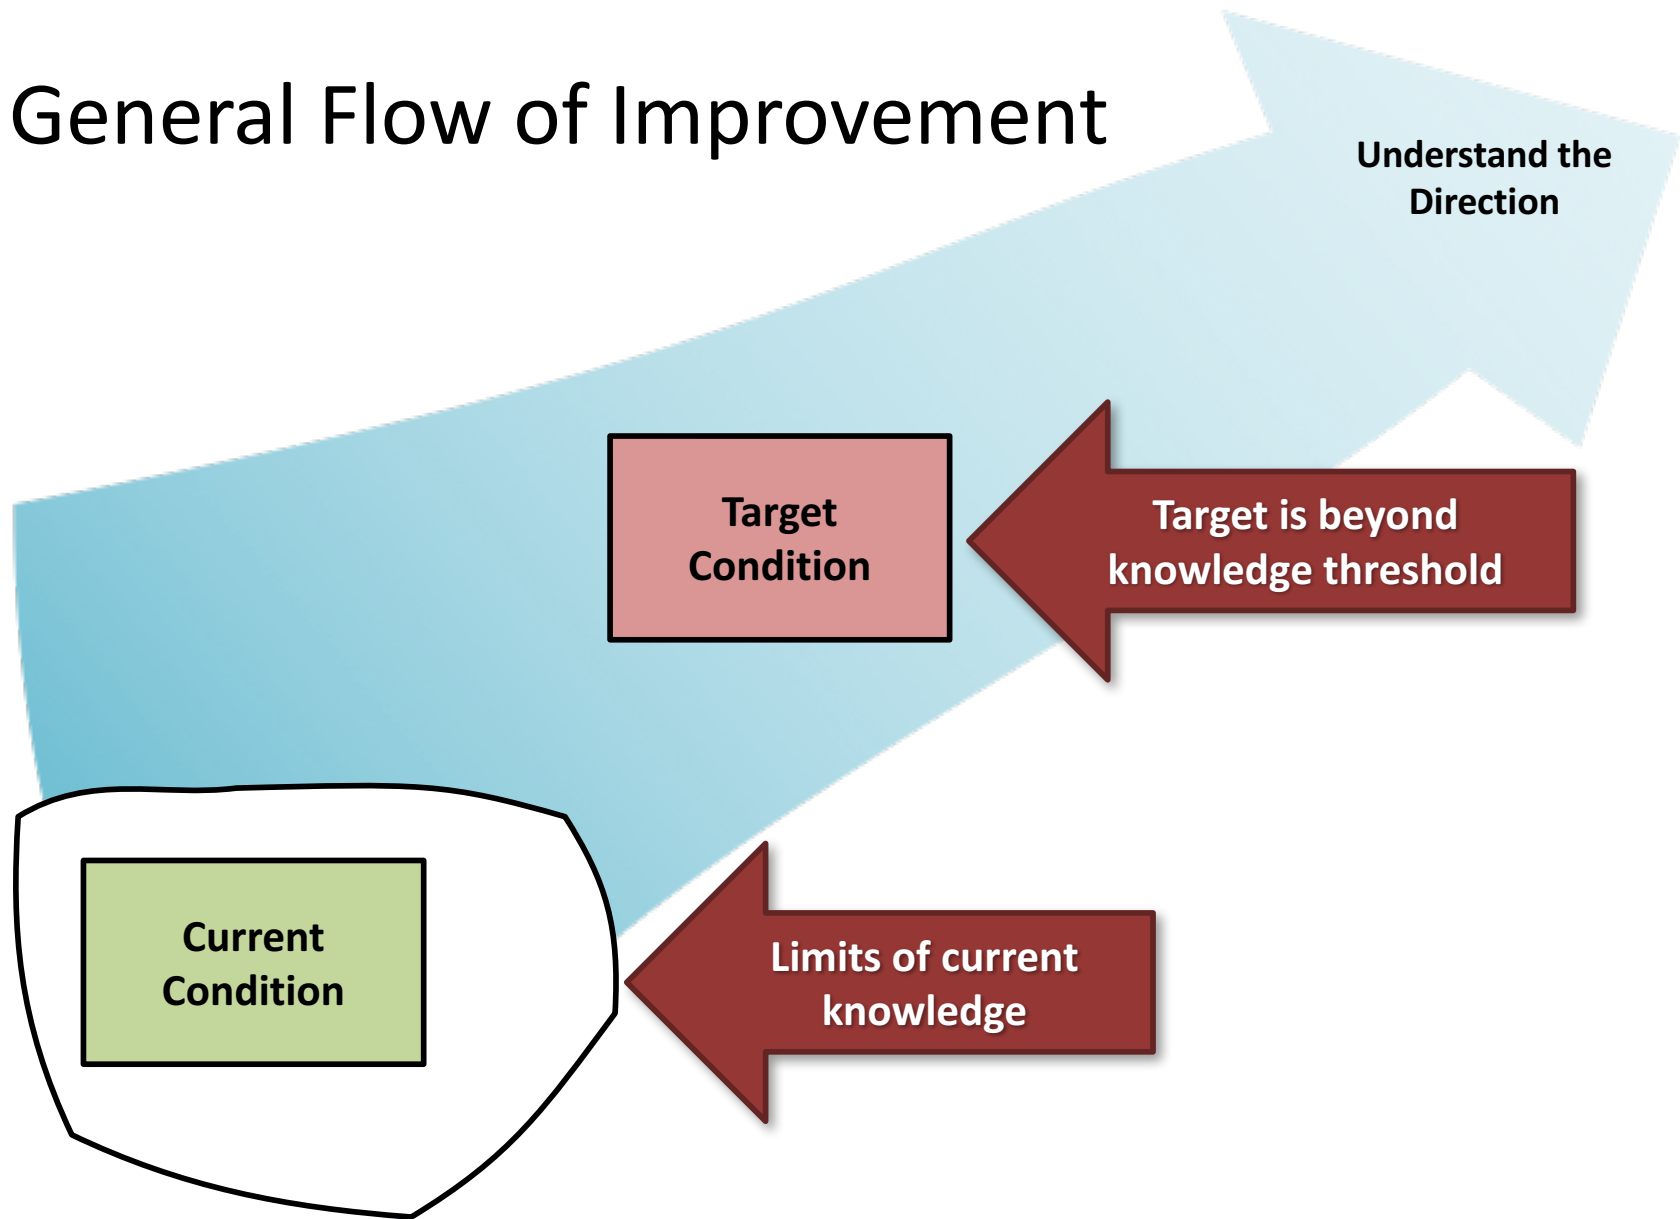 General Flow of Improvement
Understand the
Direction
Target
Condition
Target is beyond
knowledge threshold
Current
Condition
Limits of current
knowledge